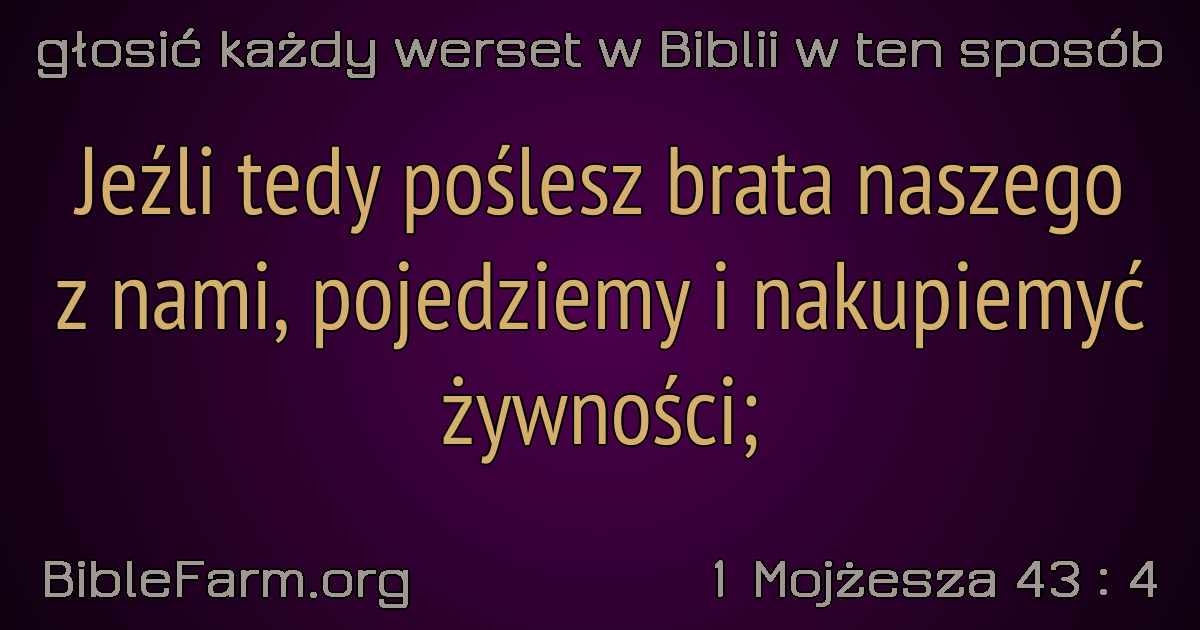 głosić każdy werset w Biblii w ten sposób
Jeźli tedy poślesz brata naszego
z nami, pojedziemy i nakupiemyć
żywności;
BibleFarm.org
1 Mojżesza 43 : 4